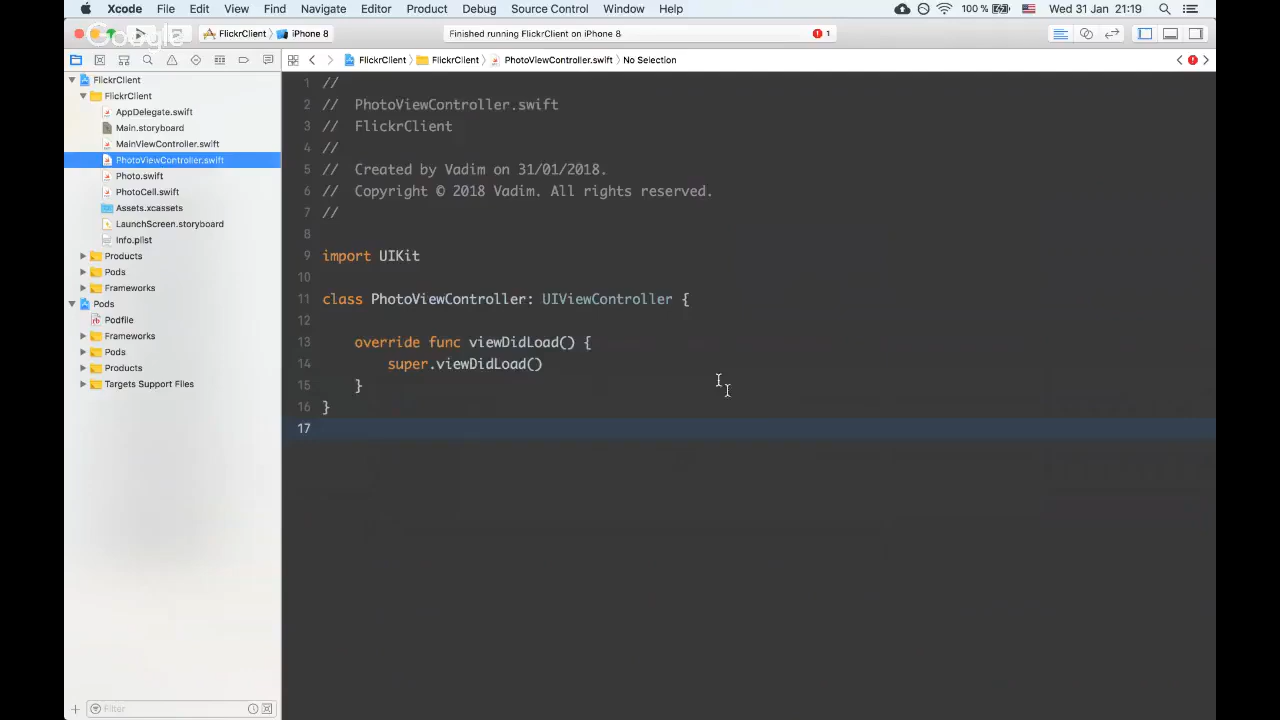 Xcode File Edit View Find Navigate Editor Product Debug Source Control Window Help 100 % Wed 31 Jan 21:19
Google
FlickrClient iPhone 8 Finished running FlickrClient on iPhone 8 1
FlickrClient FlickrClient PhotoViewController.swift No Selection
FlickrClient
FlickrClient
AppDelegate.swift
Main.storyboard
MainViewController.swift
PhotoViewController.swift
Photo.swift
PhotoCell.swift
Assets.xcassets
LaunchScreen.storyboard
Info.plist
Products
Pods
Frameworks
Pods
Podfile
Frameworks
Pods
Products
Targets Support Files
Filter
1 //
2 // PhotoViewController.swift
3 // FlickrClient
4 //
5 // Created by Vadim on 31/01/2018.
6 // Copyright © 2018 Vadim. All rights reserved.
7 //
8
9 import UIKit
10
11 class PhotoViewController: UIViewController {
12
13 override func viewDidLoad() {
14 super.viewDidLoad()
15 }
16 }
17